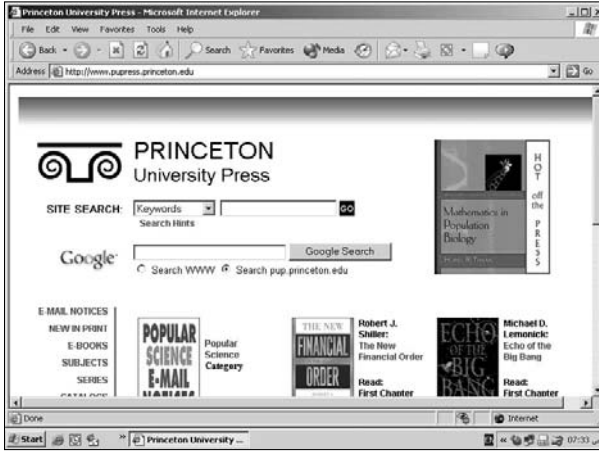 Princeton University Press - Microsoft Internet Explorer
File Edit View Favorites Tools Help
Back Search Favorites Media
Address http://www.pupress.princeton.edu Go
PRINCETON
University Press
SITE SEARCH: Keywords GO
Search Hints
Google Google Search
Search WWW Search pup.princeton.edu
Mathematics in
Population
Biology
HOT
off
the
PRESS
E-MAIL NOTICES
NEW IN PRINT
E-BOOKS
SUBJECTS
SERIES
CATALOGS
POPULAR
SCIENCE
E-MAIL
NOTICES
Popular
Science
Category
THE NEW
FINANCIAL
ORDER
Robert J.
Shiller:
The New
Financial Order
Read:
First Chapter
ECHO
OF THE
BIG
BANG
Michael D.
Lemonick:
Echo of the
Big Bang
Read:
First Chapter
Done Internet
Start Princeton University ... 07:33